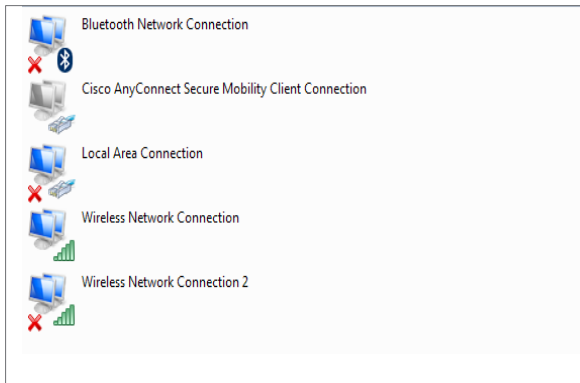 Bluetooth Network Connection
Cisco AnyConnect Secure Mobility Client Connection
Local Area Connection
Wireless Network Connection
Wireless Network Connection 2